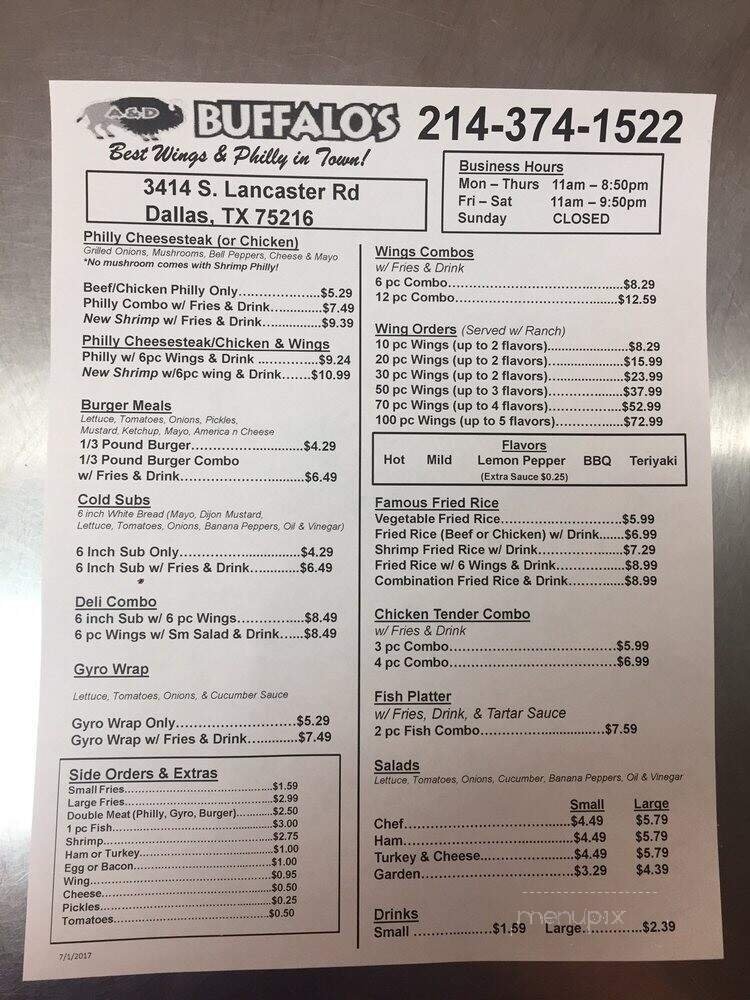 A&D BUFFALO'S 214-374-1522
Best Wings & Philly in Town!
3414 S. Lancaster Rd
Dallas, TX 75216
Business Hours
Mon – Thurs 11am – 8:50pm
Fri – Sat 11am – 9:50pm
Sunday CLOSED
Philly Cheesesteak (or Chicken)
Grilled Onions, Mushrooms, Bell Peppers, Cheese & Mayo
*No mushroom comes with Shrimp Philly!
Beef/Chicken Philly Only..................$5.29
Philly Combo w/ Fries & Drink............$7.49
New Shrimp w/ Fries & Drink.............$9.39
Philly Cheesesteak/Chicken & Wings
Philly w/ 6pc Wings & Drink .............$9.24
New Shrimp w/6pc wing & Drink.......$10.99
Burger Meals
Lettuce, Tomatoes, Onions, Pickles,
Mustard, Ketchup, Mayo, America n Cheese
1/3 Pound Burger.........................$4.29
1/3 Pound Burger Combo
w/ Fries & Drink...........................$6.49
Cold Subs
6 inch White Bread (Mayo, Dijon Mustard,
Lettuce, Tomatoes, Onions, Banana Peppers, Oil & Vinegar)
6 Inch Sub Only...........................$4.29
6 Inch Sub w/ Fries & Drink............$6.49
Deli Combo
6 inch Sub w/ 6 pc Wings...............$8.49
6 pc Wings w/ Sm Salad & Drink......$8.49
Gyro Wrap
Lettuce, Tomatoes, Onions, & Cucumber Sauce
Gyro Wrap Only...........................$5.29
Gyro Wrap w/ Fries & Drink............$7.49
Side Orders & Extras
Small Fries....................................$1.59
Large Fries....................................$2.99
Double Meat (Philly, Gyro, Burger)...........$2.50
1 pc Fish.......................................$3.00
Shrimp.........................................$2.75
Ham or Turkey................................$1.00
Egg or Bacon.................................$1.00
Wing............................................$0.95
Cheese.........................................$0.50
Pickles.........................................$0.25
Tomatoes......................................$0.50
7/1/2017
Wings Combos
w/ Fries & Drink
6 pc Combo.....................................$8.29
12 pc Combo...................................$12.59
Wing Orders (Served w/ Ranch)
10 pc Wings (up to 2 flavors)....................$8.29
20 pc Wings (up to 2 flavors)..................$15.99
30 pc Wings (up to 2 flavors)..................$23.99
50 pc Wings (up to 3 flavors)..................$37.99
70 pc Wings (up to 4 flavors)..................$52.99
100 pc Wings (up to 5 flavors).................$72.99
Flavors
Hot Mild Lemon Pepper BBQ Teriyaki
(Extra Sauce $0.25)
Famous Fried Rice
Vegetable Fried Rice...........................$5.99
Fried Rice (Beef or Chicken) w/ Drink......$6.99
Shrimp Fried Rice w/ Drink...................$7.29
Fried Rice w/ 6 Wings & Drink...............$8.99
Combination Fried Rice & Drink.............$8.99
Chicken Tender Combo
w/ Fries & Drink
3 pc Combo.....................................$5.99
4 pc Combo.....................................$6.99
Fish Platter
w/ Fries, Drink, & Tartar Sauce
2 pc Fish Combo...............................$7.59
Salads
Lettuce, Tomatoes, Onions, Cucumber, Banana Peppers, Oil & Vinegar
Small Large
Chef.......................................$4.49 $5.79
Ham.......................................$4.49 $5.79
Turkey & Cheese.....................$4.49 $5.79
Garden....................................$3.29 $4.39
menupix
Drinks
Small ...................$1.59 Large...............$2.39